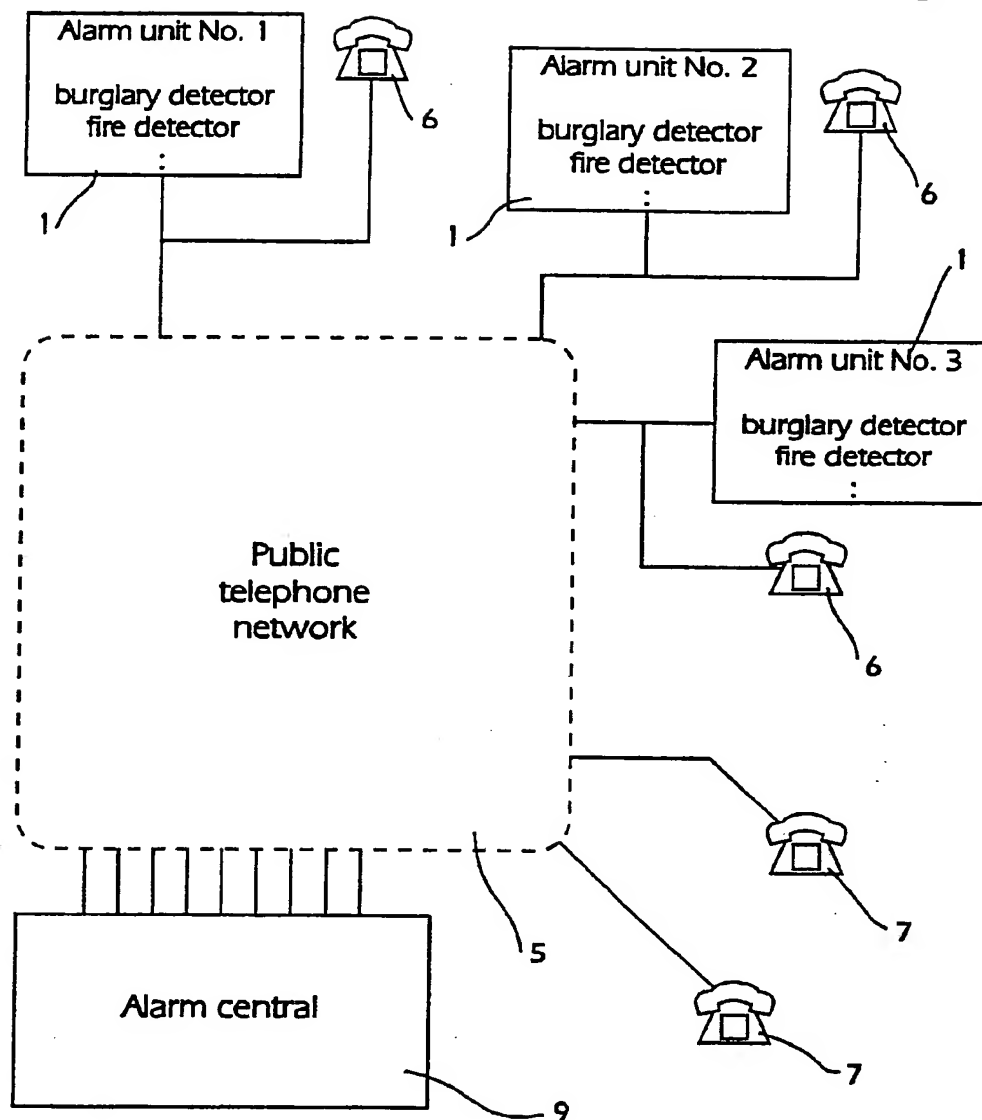 Alarm unit No. 1
burglary detector
fire detector
⋮
1
6
Alarm unit No. 2
burglary detector
fire detector
⋮
1
6
1
Alarm unit No. 3
burglary detector
fire detector
⋮
6
Public
telephone
network
5
7
7
Alarm central
9